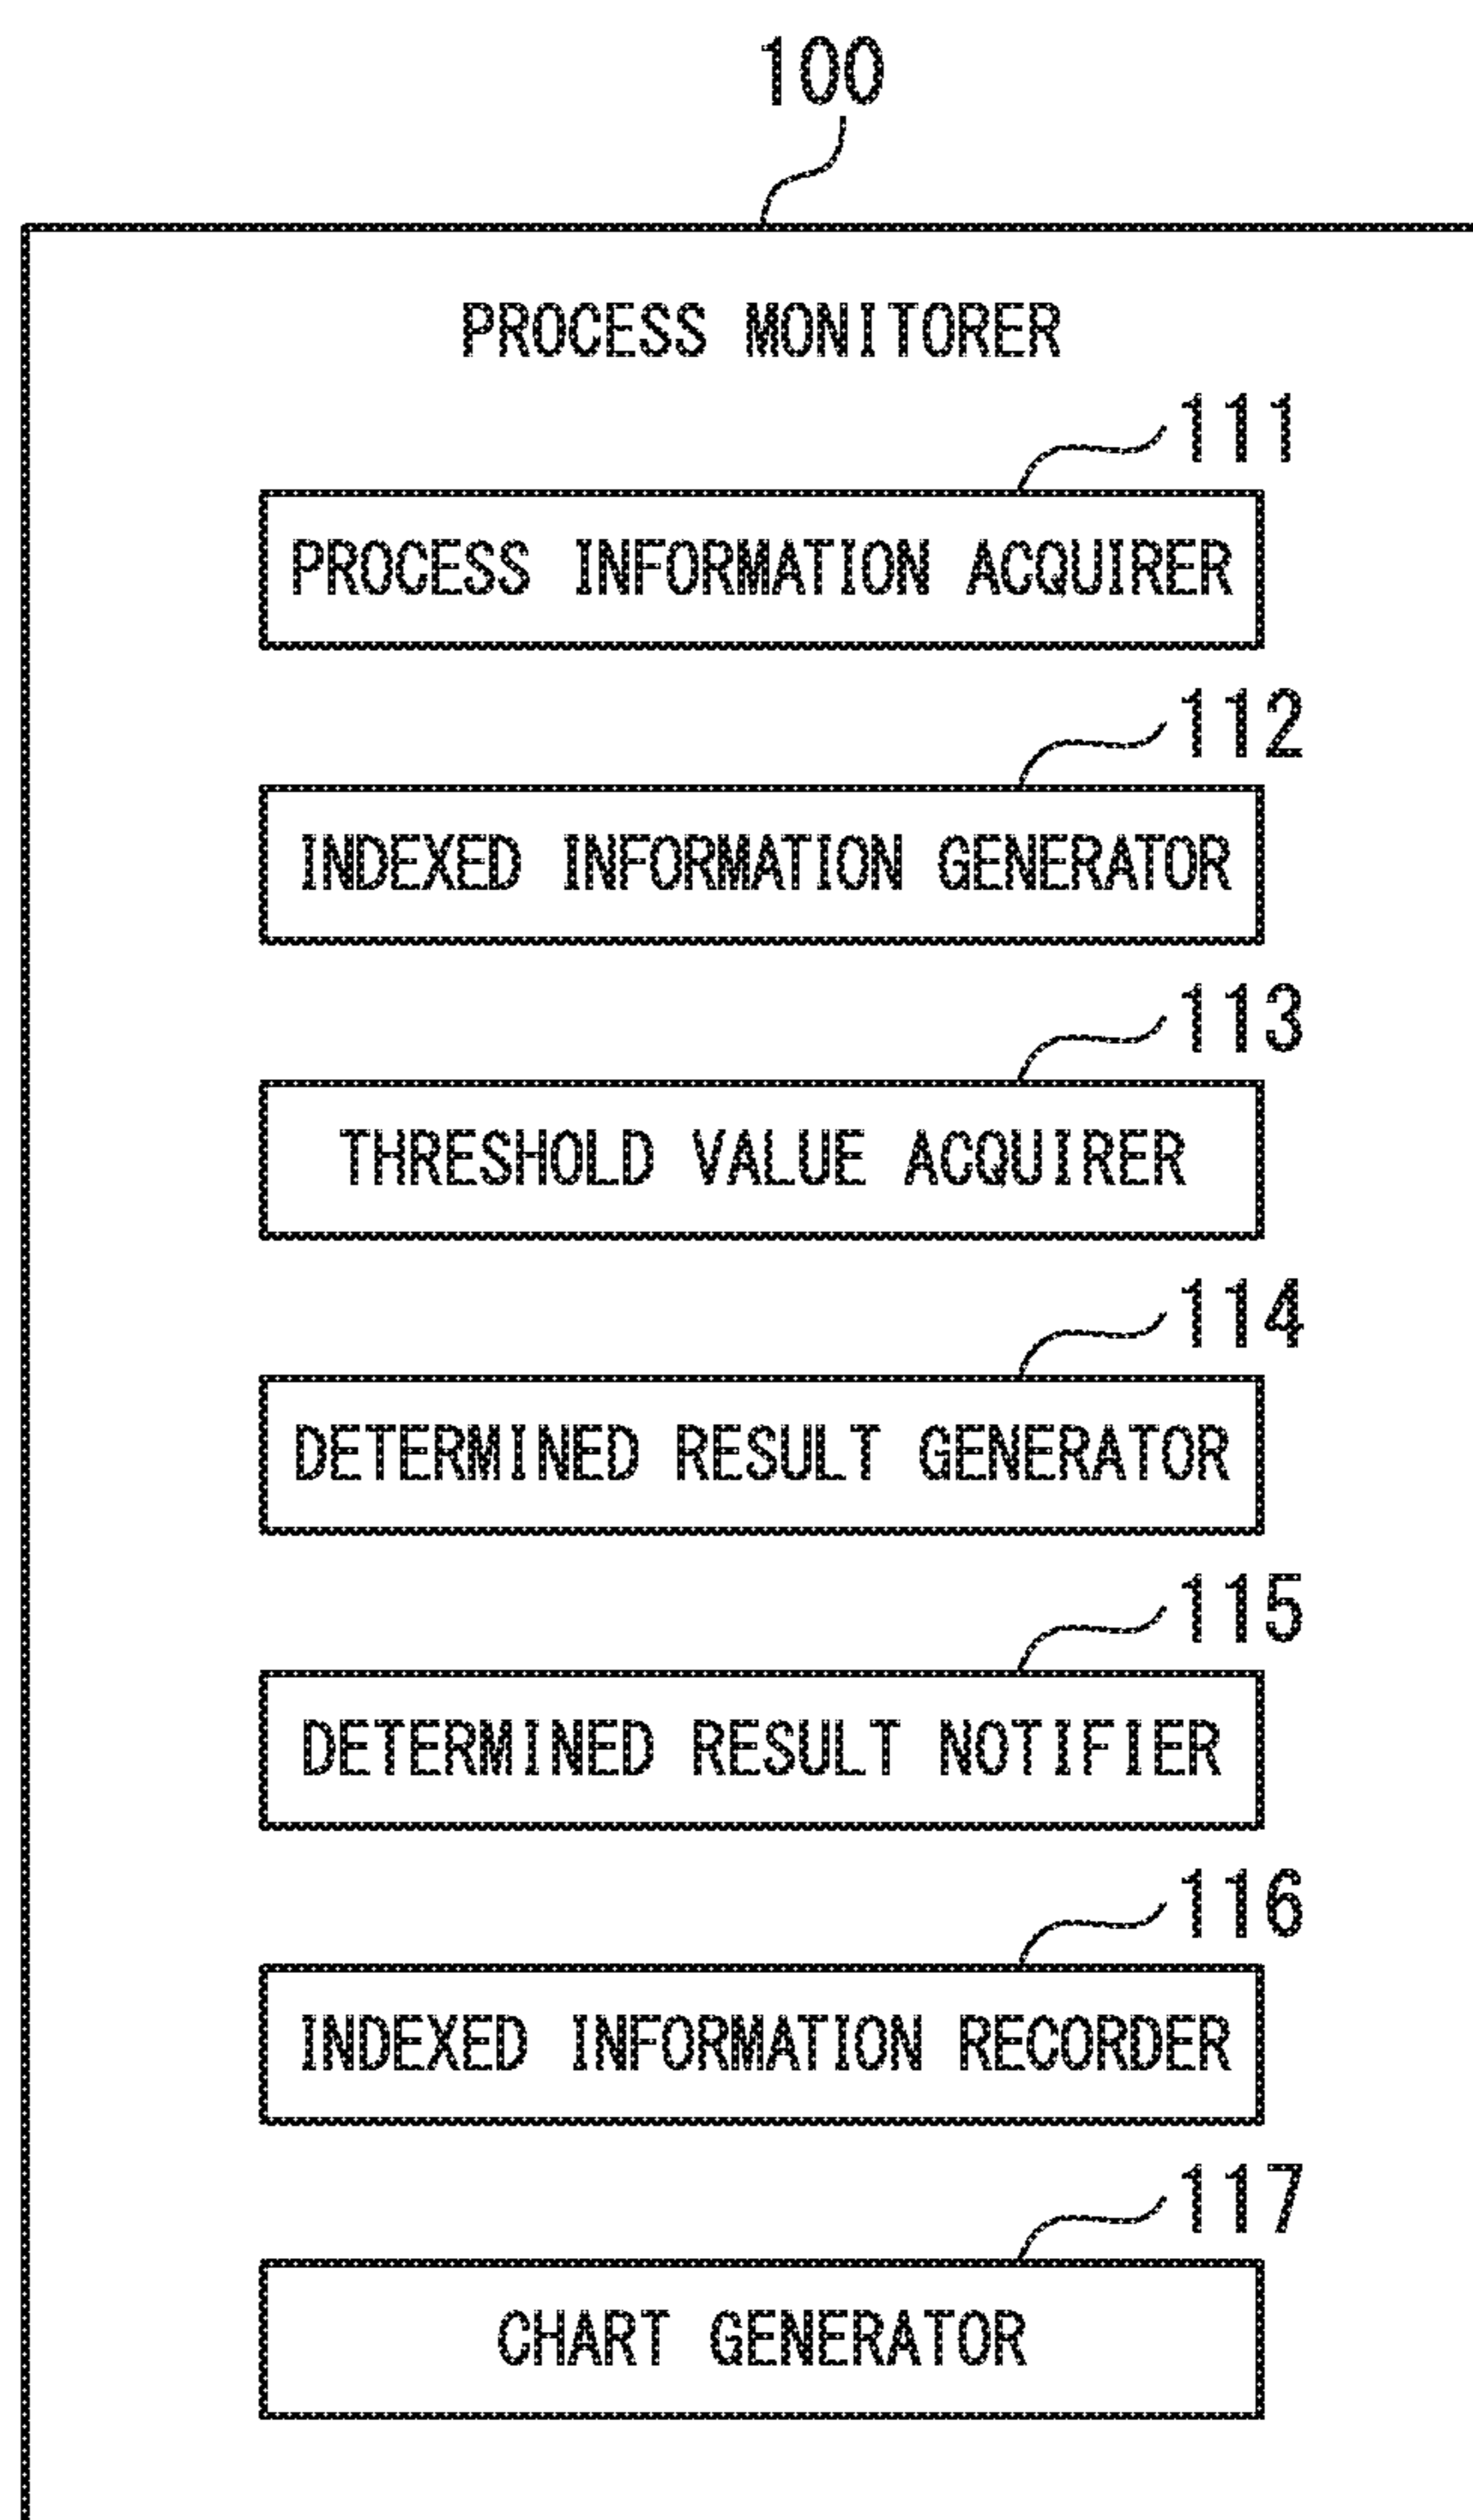 100
PROCESS MONITORER
111
PROCESS INFORMATION ACQUIRER
112
INDEXED INFORMATION GENERATOR
113
THRESHOLD VALUE ACQUIRER
114
DETERMINED RESULT GENERATOR
115
DETERMINED RESULT NOTIFIER
116
INDEXED INFORMATION RECORDER
117
CHART GENERATOR